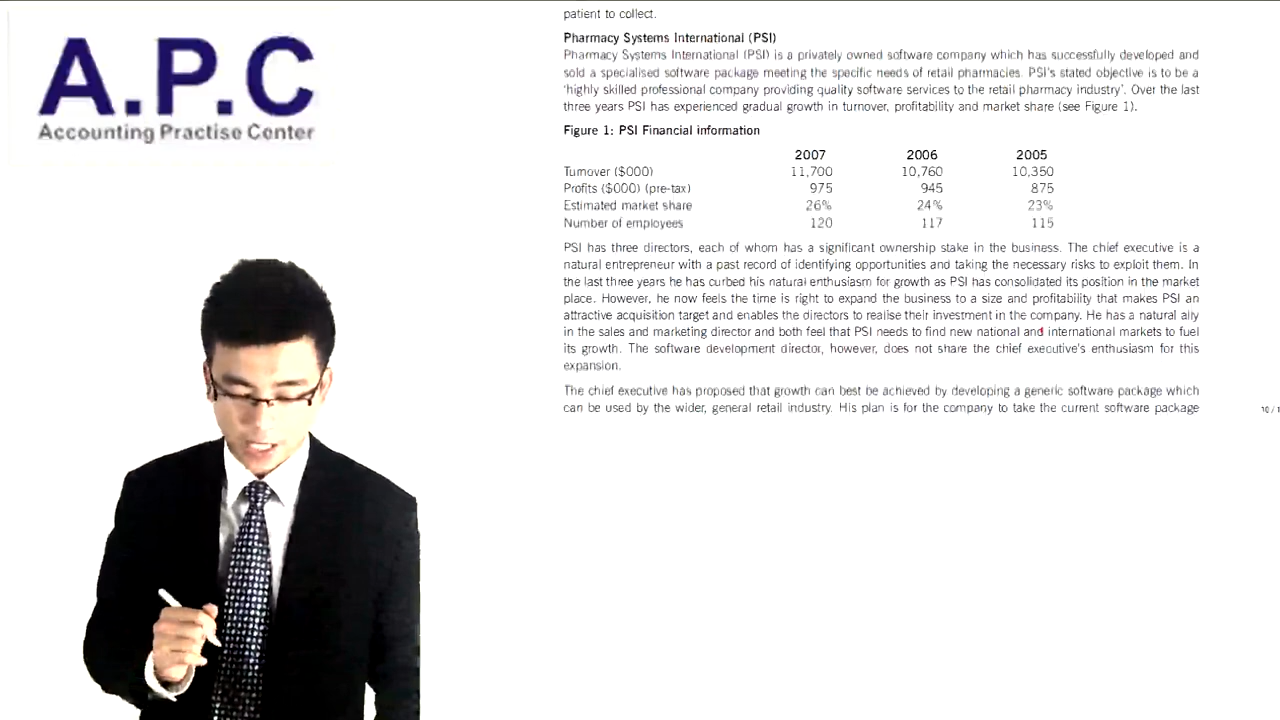 A.P.C
Accounting Practise Center
patient to collect.
Pharmacy Systems International (PSI)
Pharmacy Systems International (PSI) is a privately owned software company which has successfully developed and
sold a specialised software package meeting the specific needs of retail pharmacies. PSI's stated objective is to be a
'highly skilled professional company providing quality software services to the retail pharmacy industry'. Over the last
three years PSI has experienced gradual growth in turnover, profitability and market share (see Figure 1).
Figure 1: PSI Financial information
2007 2006 2005
Turnover ($000) 11,700 10,760 10,350
Profits ($000) (pre-tax) 975 945 875
Estimated market share 26% 24% 23%
Number of employees 120 117 115
PSI has three directors, each of whom has a significant ownership stake in the business. The chief executive is a
natural entrepreneur with a past record of identifying opportunities and taking the necessary risks to exploit them. In
the last three years he has curbed his natural enthusiasm for growth as PSI has consolidated its position in the market
place. However, he now feels the time is right to expand the business to a size and profitability that makes PSI an
attractive acquisition target and enables the directors to realise their investment in the company. He has a natural ally
in the sales and marketing director and both feel that PSI needs to find new national and international markets to fuel
its growth. The software development director, however, does not share the chief executive's enthusiasm for this
expansion.
The chief executive has proposed that growth can best be achieved by developing a generic software package which
can be used by the wider, general retail industry. His plan is for the company to take the current software package